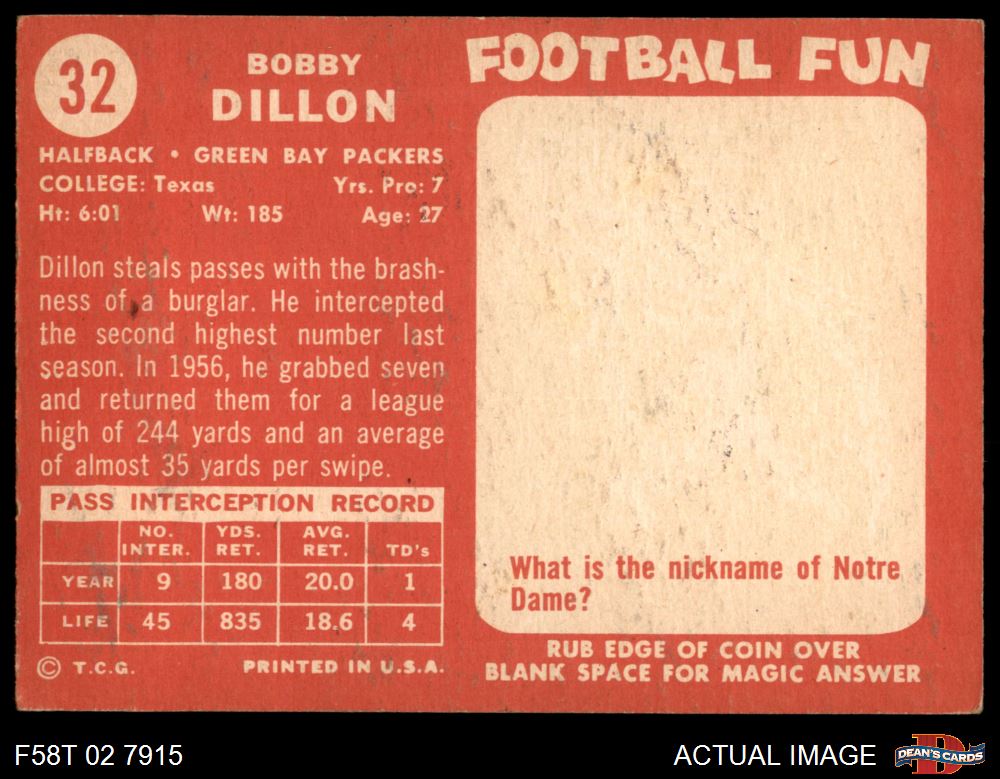 32
BOBBY
DILLON
HALFBACK • GREEN BAY PACKERS
COLLEGE: Texas Yrs. Pro: 7
Ht: 6:01 Wt: 185 Age: 27
Dillon steals passes with the brash-
ness of a burglar. He intercepted
the second highest number last
season. In 1956, he grabbed seven
and returned them for a league
high of 244 yards and an average
of almost 35 yards per swipe.
PASS INTERCEPTION RECORD
NO. INTER. YDS. RET. AVG. RET. TD's
YEAR 9 180 20.0 1
LIFE 45 835 18.6 4
© T.C.G. PRINTED IN U.S.A.
FOOTBALL FUN
What is the nickname of Notre
Dame?
RUB EDGE OF COIN OVER
BLANK SPACE FOR MAGIC ANSWER
F58T 02 7915
ACTUAL IMAGE
D
DEAN'S CARDS